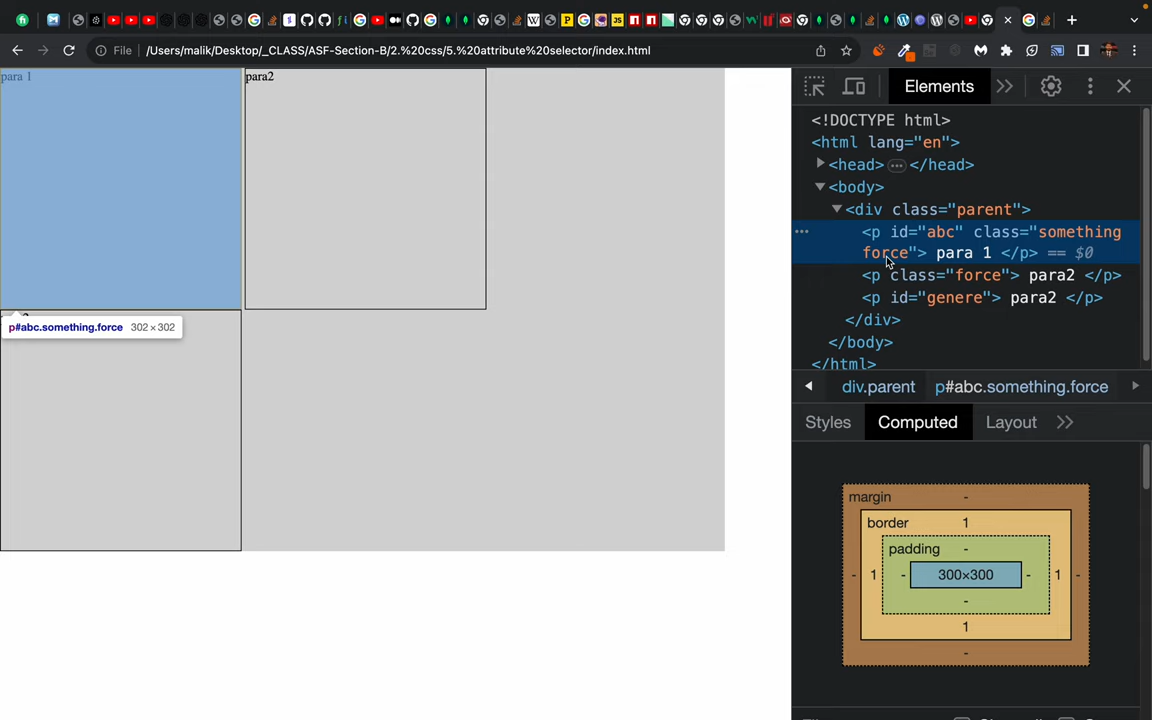 File /Users/malik/Desktop/_CLASS/ASF-Section-B/2.%20css/5.%20attribute%20selector/index.html
para 1
para2
p#abc.something.force 302 × 302
Elements
<!DOCTYPE html>
<html lang="en">
<head> ... </head>
<body>
<div class="parent">
<p id="abc" class="something
force"> para 1 </p> == $0
<p class="force"> para2 </p>
<p id="genere"> para2 </p>
</div>
</body>
</html>
div.parent p#abc.something.force
Styles Computed Layout
margin -
border 1
padding -
- 1 - 300×300 - 1 -
-
1
-